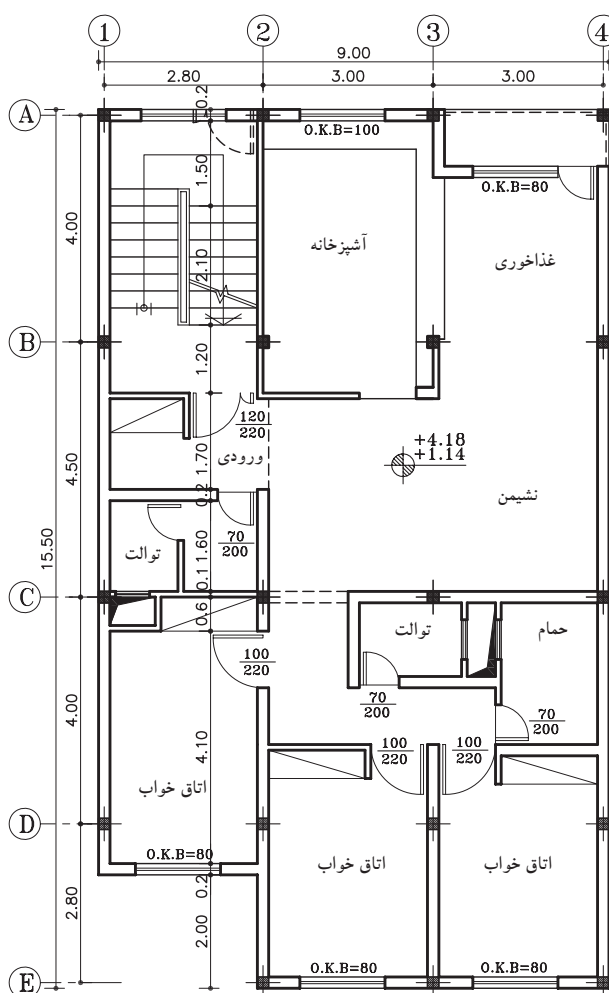 1 2 3 4
9.00
2.80 3.00 3.00
A
O.K.B=100
0.2
O.K.B=80
1.50
4.00
آشپزخانه
غذاخوری
2.10
B
1.20
120
220
+4.18
+1.14
ورودی
1.70
4.50
نشیمن
0.2
15.50
70
200
توالت
1.60
0.1
C
0.6
توالت
حمام
100
220
70
200
70
200
100
220
100
220
4.00
4.10
اتاق خواب
D
اتاق خواب
اتاق خواب
O.K.B=80
0.2
2.80
2.00
O.K.B=80
O.K.B=80
E